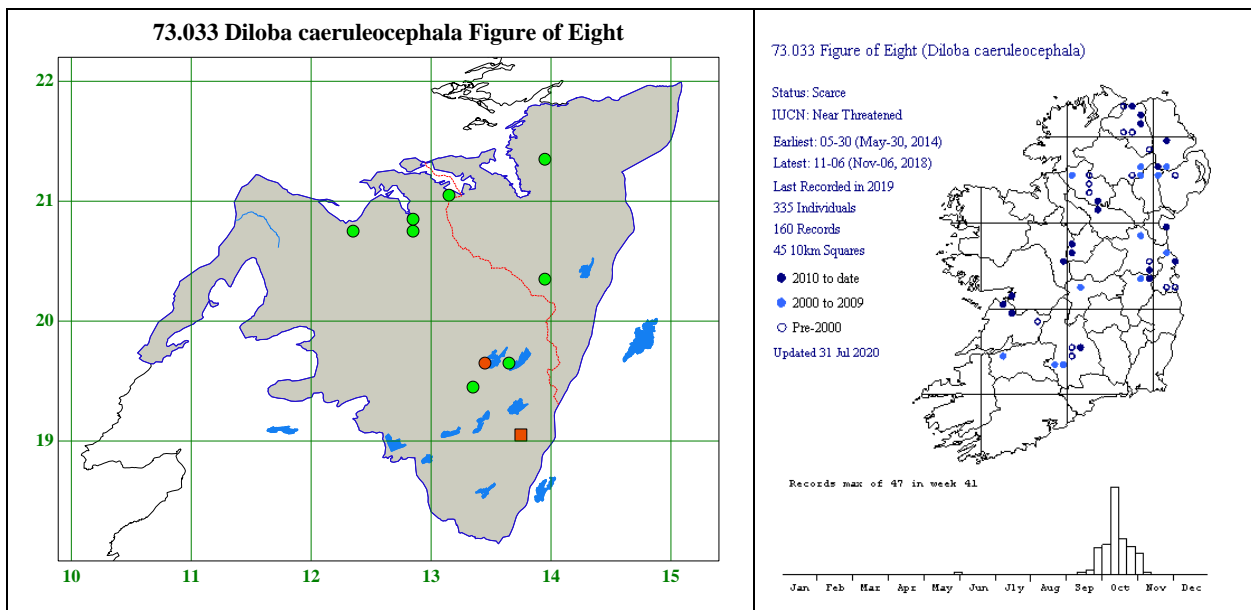 73.033 Diloba caeruleocephala Figure of Eight
22
21
20
19
10 11 12 13 14 15
73.033 Figure of Eight (Diloba caeruleocephala)
Status: Scarce
IUCN: Near Threatened
Earliest: 05-30 (May-30, 2014)
Latest: 11-06 (Nov-06, 2018)
Last Recorded in 2019
335 Individuals
160 Records
45 10km Squares
2010 to date
2000 to 2009
Pre-2000
Updated 31 Jul 2020
Records max of 47 in week 41
Jan Feb Mar Apr May Jun Jly Aug Sep Oct Nov Dec